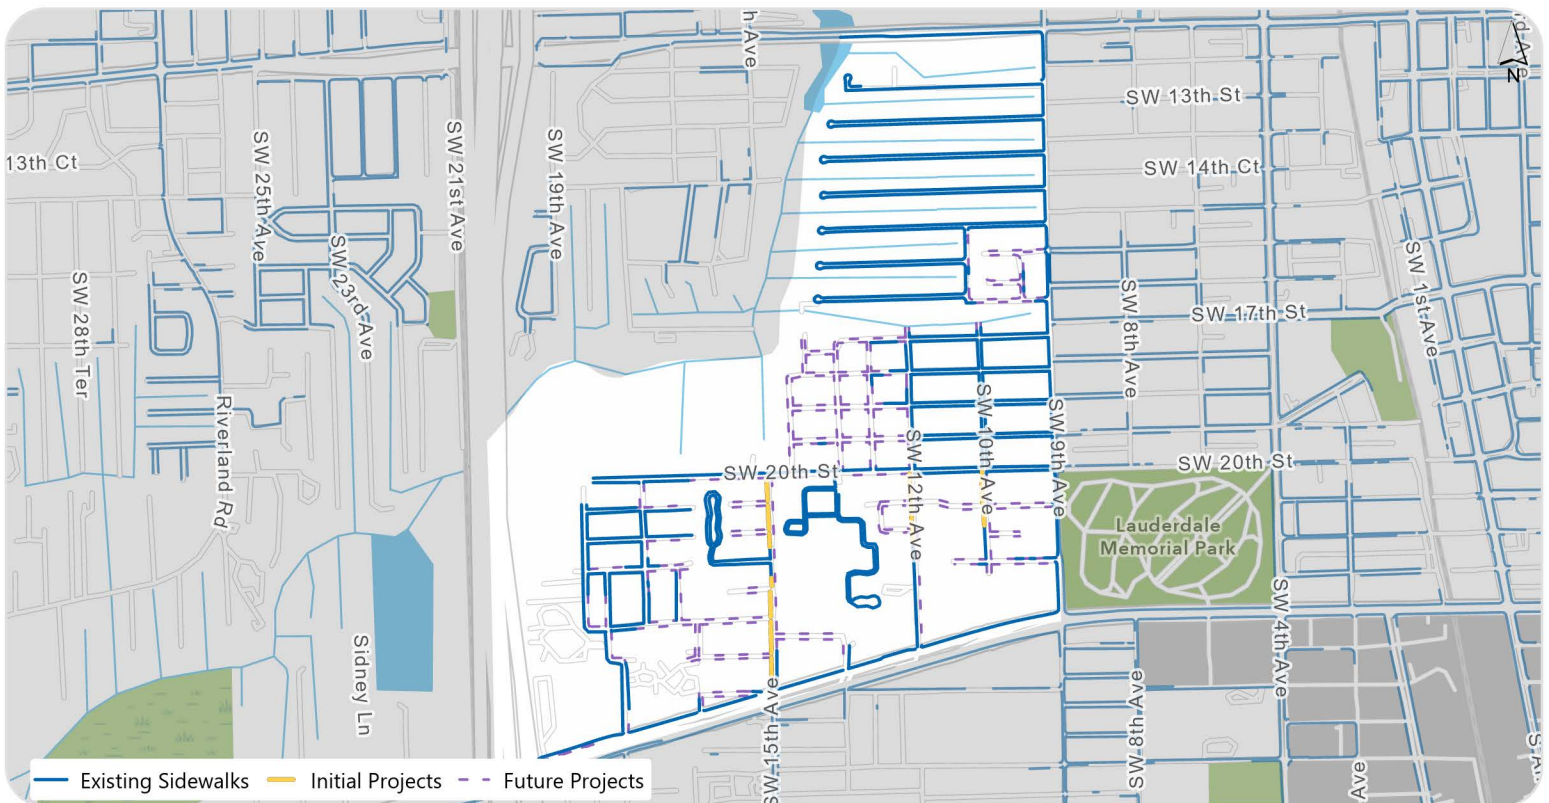 h Ave
N
SW 13th St
13th Ct
SW 14th Ct
SW 25th Ave
SW 21st Ave
SW 19th Ave
SW 23rd Ave
SW 28th Ter
SW 1st Ave
SW 8th Ave
SW 17th St
Riverland Rd
SW 10th Ave
SW 9th Ave
SW 12th Ave
SW 20th St
SW 20th St
Lauderdale
Memorial Park
SW 4th Ave
Sidney Ln
SW 15th Ave
SW 8th Ave
Ave
Existing Sidewalks
Initial Projects
Future Projects